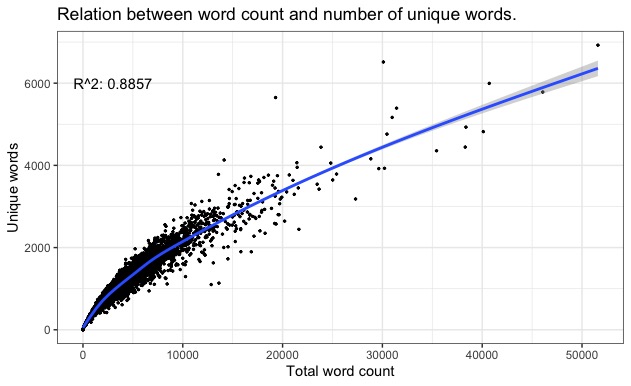 Relation between word count and number of unique words.
R^2: 0.8857
6000
4000
2000
0
Unique words
0 10000 20000 30000 40000 50000
Total word count